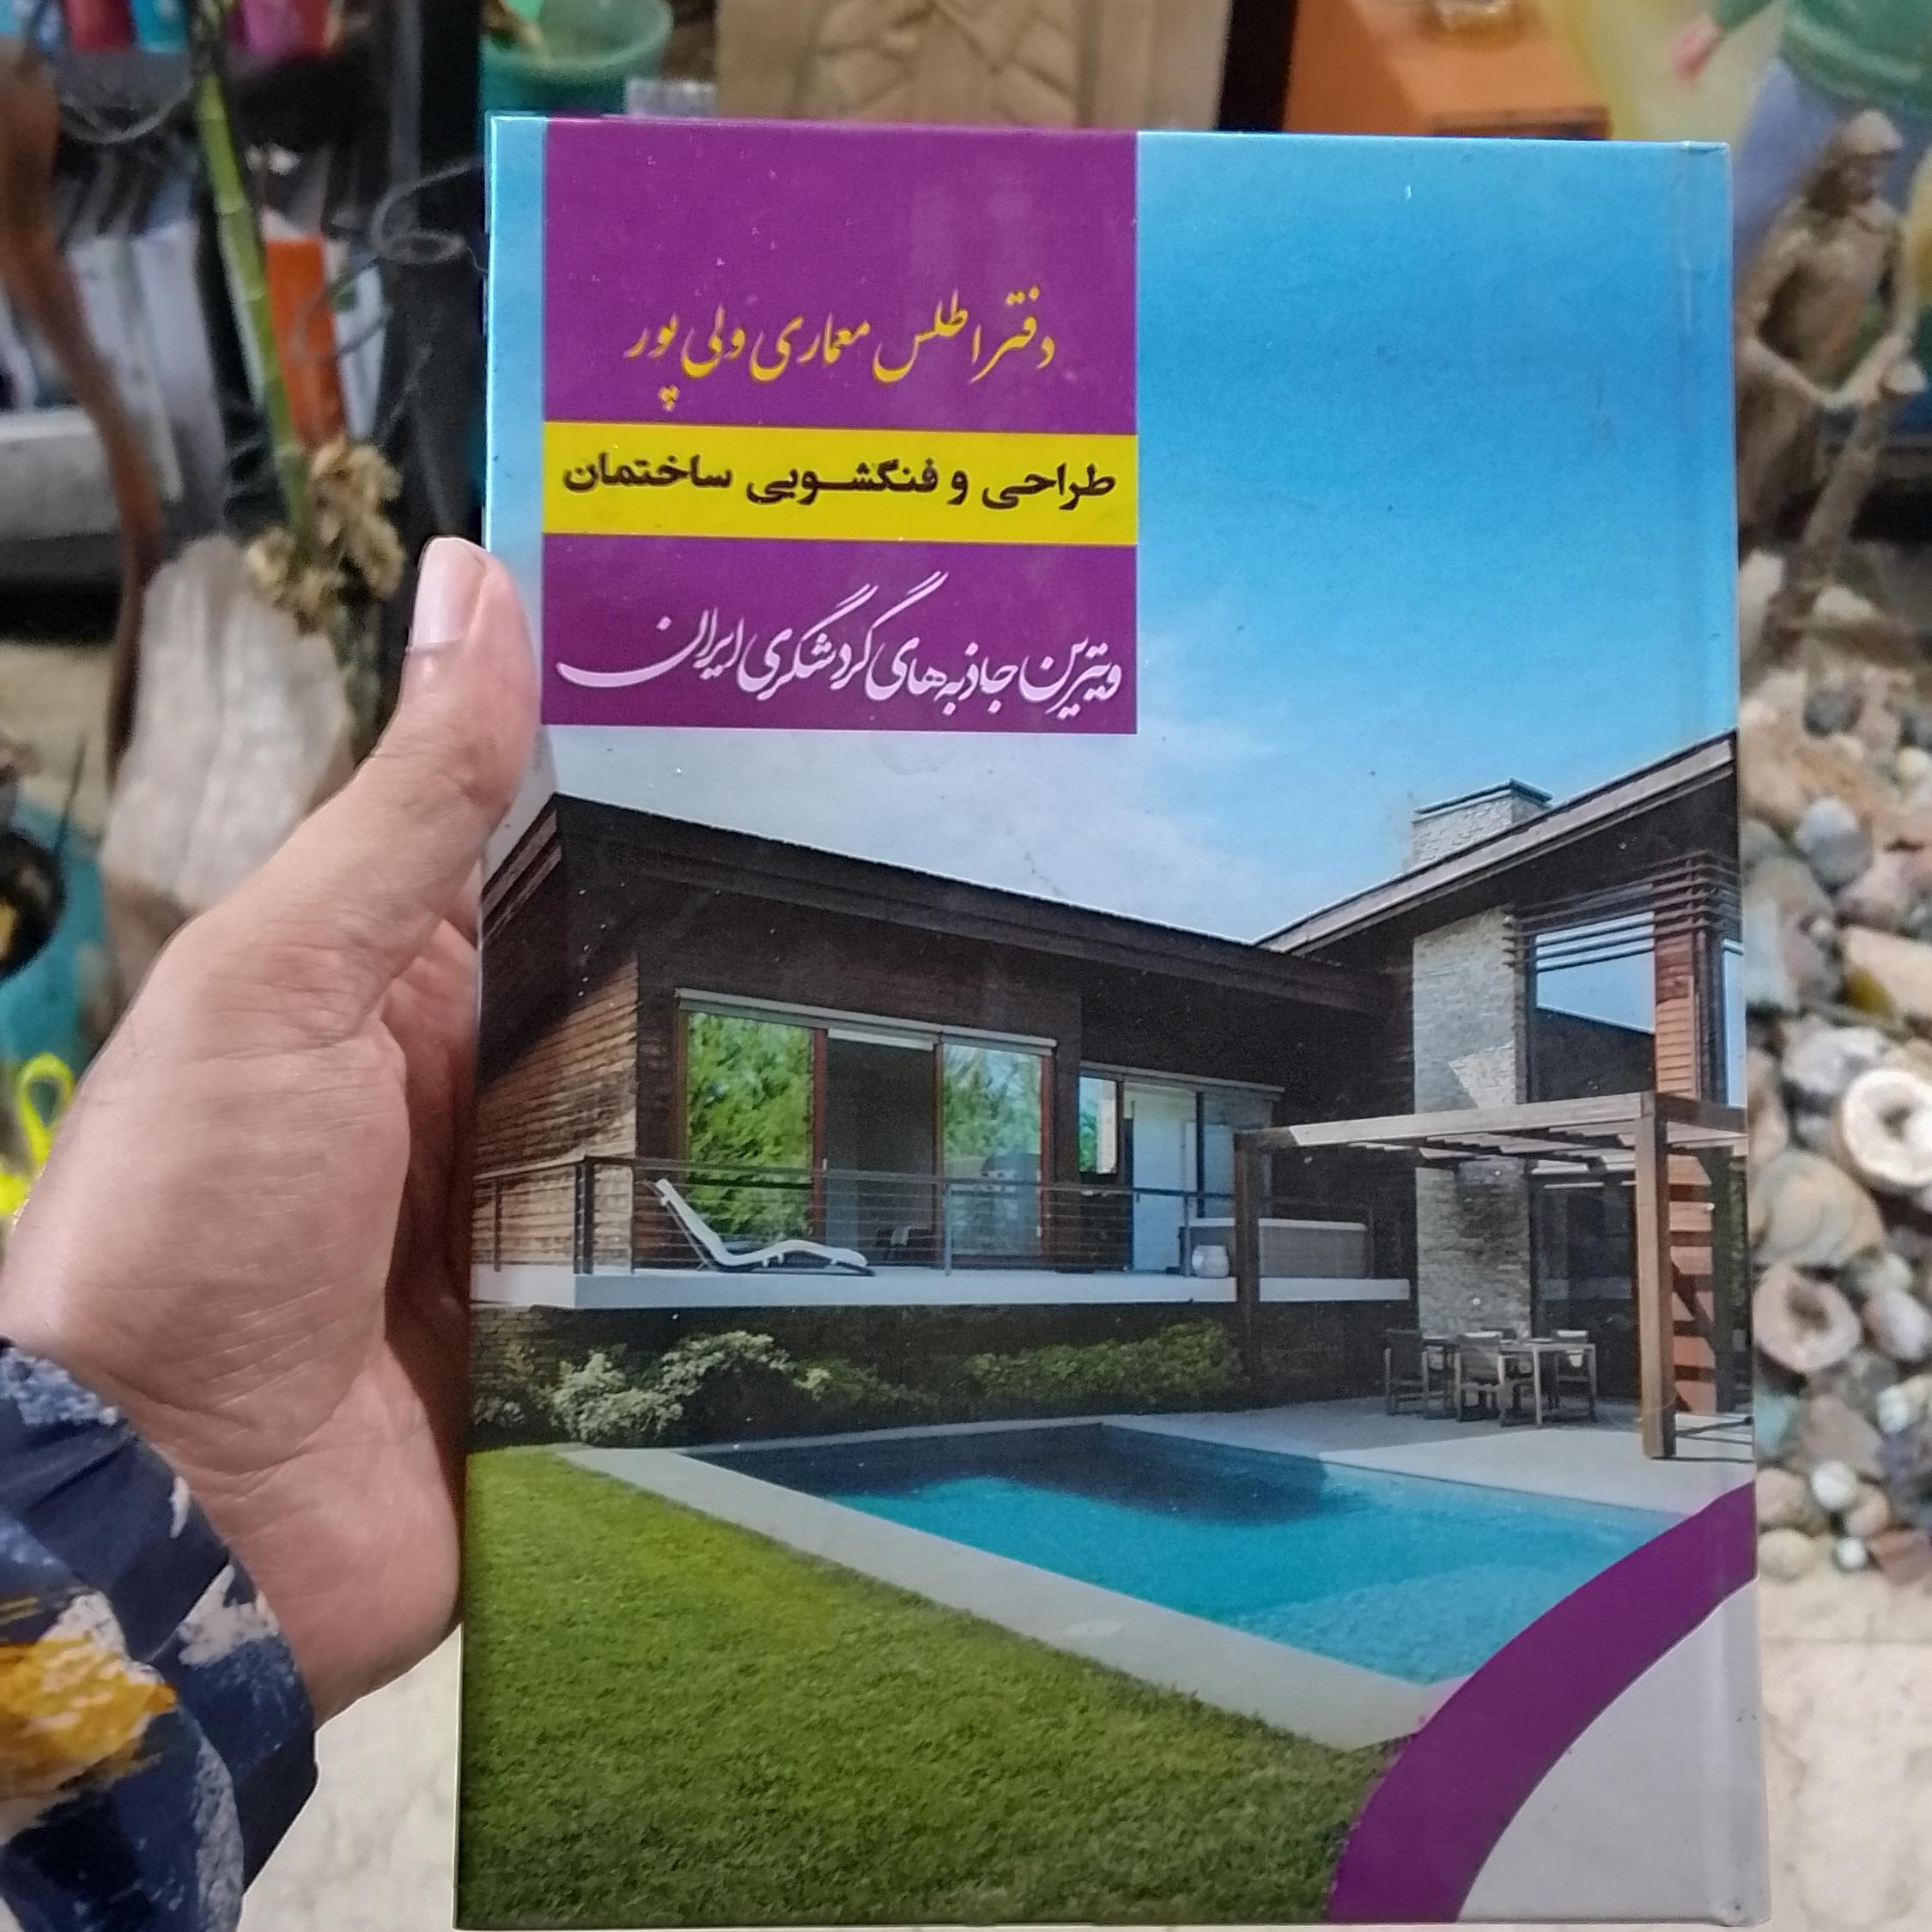 دفتر اطلس معماری ولی پور
طراحی و فنگشویی ساختمان
ویترین جاذبه‌های گردشگری ایران